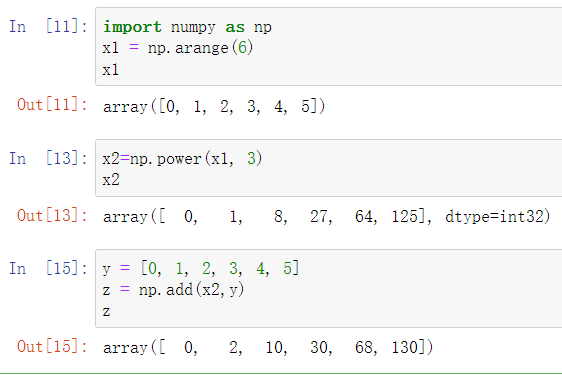 In [11]: import numpy as np
x1 = np.arange(6)
x1
Out[11]: array([0, 1, 2, 3, 4, 5])
In [13]: x2=np.power(x1, 3)
x2
Out[13]: array([  0,   1,   8,  27,  64, 125], dtype=int32)
In [15]: y = [0, 1, 2, 3, 4, 5]
z = np.add(x2,y)
z
Out[15]: array([  0,   2,  10,  30,  68, 130])